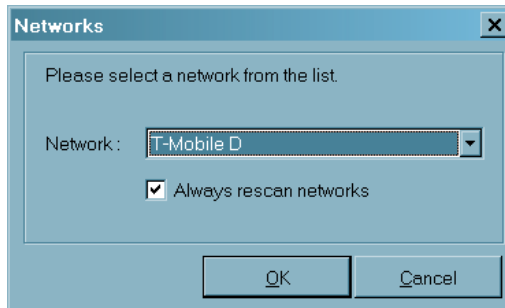 Networks
Please select a network from the list.
Network :
T-Mobile D
Always rescan networks
OK
Cancel